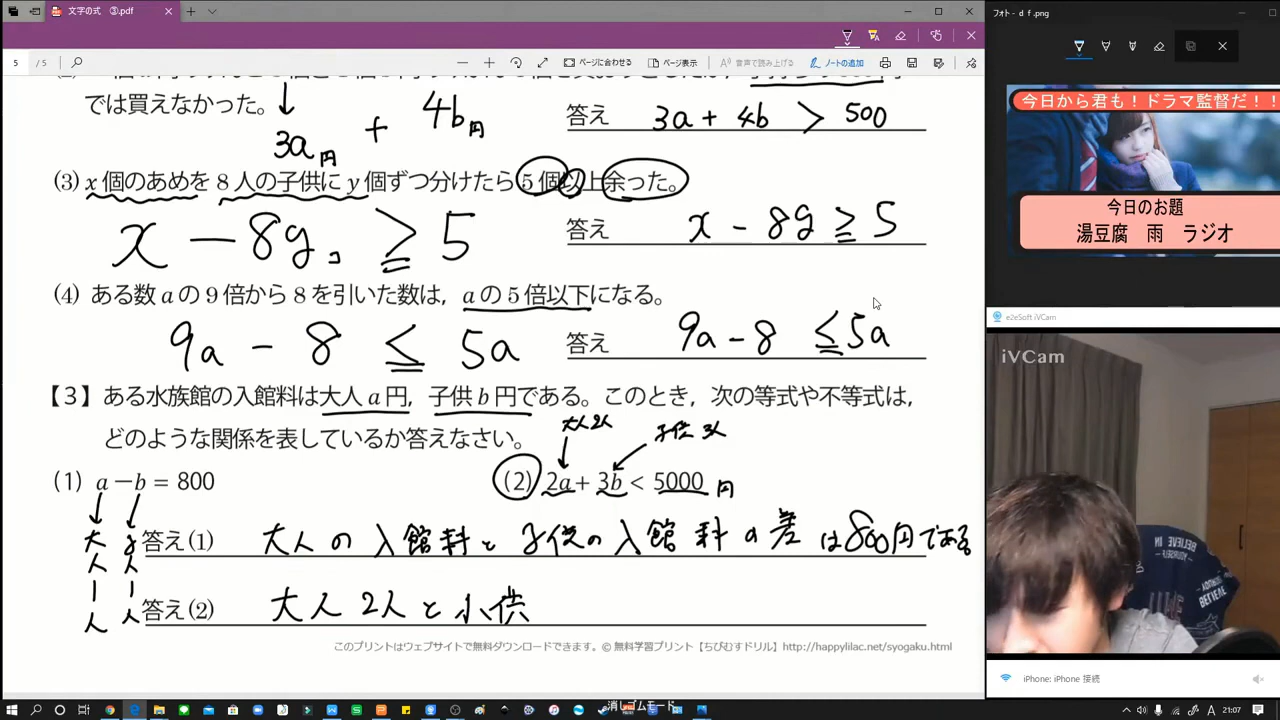 文字の式 ③.pdf
フォト - d f .png
5 / 5
ページに合わせる
ページ表示
音声で読み上げる
ノートの追加
では買えなかった。
3a円 + 4b円
答え 3a + 4b > 500
(3) x 個のあめを 8 人の子供に y 個ずつ分けたら 5 個以上余った。
x - 8y ≧ 5
答え x - 8y ≧ 5
(4) ある数 a の 9 倍から 8 を引いた数は, a の 5 倍以下になる。
9a - 8 ≦ 5a
答え 9a - 8 ≦ 5a
【3】ある水族館の入館料は大人 a 円, 子供 b 円である。このとき, 次の等式や不等式は,
どのような関係を表しているか答えなさい。
大人2人 子供 3人
(1) a - b = 800
(2) 2a + 3b < 5000 円
大人一人
子人一人
答え(1) 大人の入館料と子供の入館料の差は800円である
答え(2) 大人 2人と小供
このプリントはウェブサイトで無料ダウンロードできます。© 無料学習プリント【ちびむすドリル】http://happylilac.net/syogaku.html
今日から君も!ドラマ監督だ!!
今日のお題
湯豆腐 雨 ラジオ
e2eSoft iVCam
iVCam
BELIEVE
IN
YOURSELF
iPhone: iPhone 接続
消しゴムモード
A
21:07